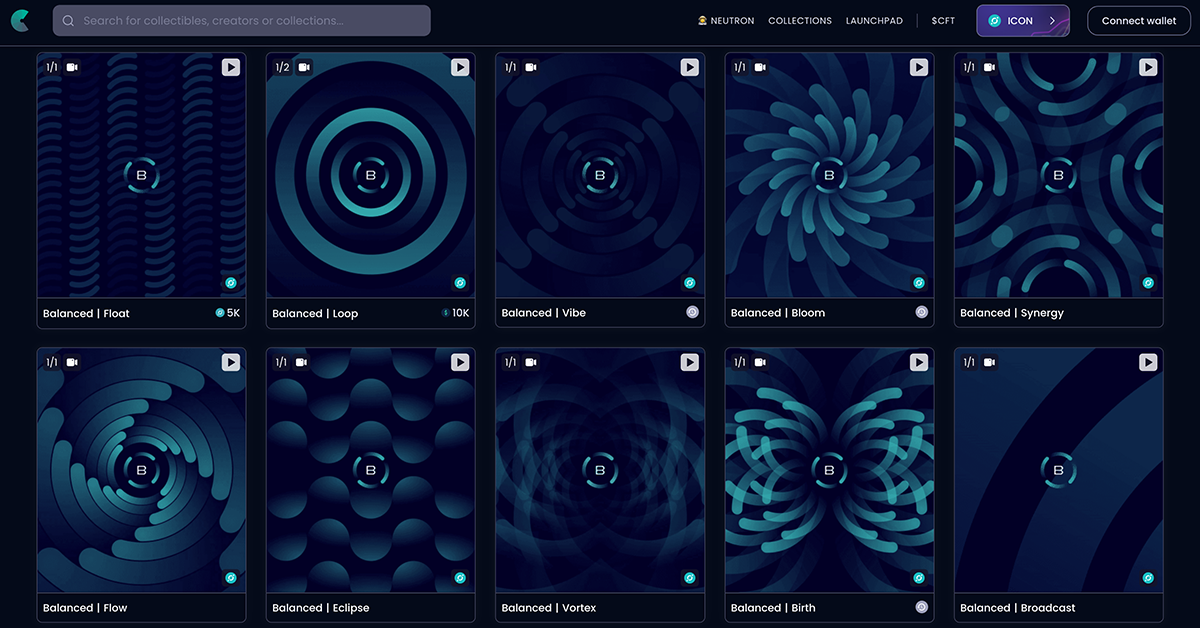 Search for collectibles, creators or collections...
NEUTRON
COLLECTIONS
LAUNCHPAD
$CFT
ICON
Connect wallet
1/1
1/2
1/1
1/1
1/1
B
B
B
B
B
Balanced | Float
5K
Balanced | Loop
10K
Balanced | Vibe
Balanced | Bloom
Balanced | Synergy
1/1
1/1
1/1
1/1
1/1
B
B
B
B
B
Balanced | Flow
Balanced | Eclipse
Balanced | Vortex
Balanced | Birth
Balanced | Broadcast